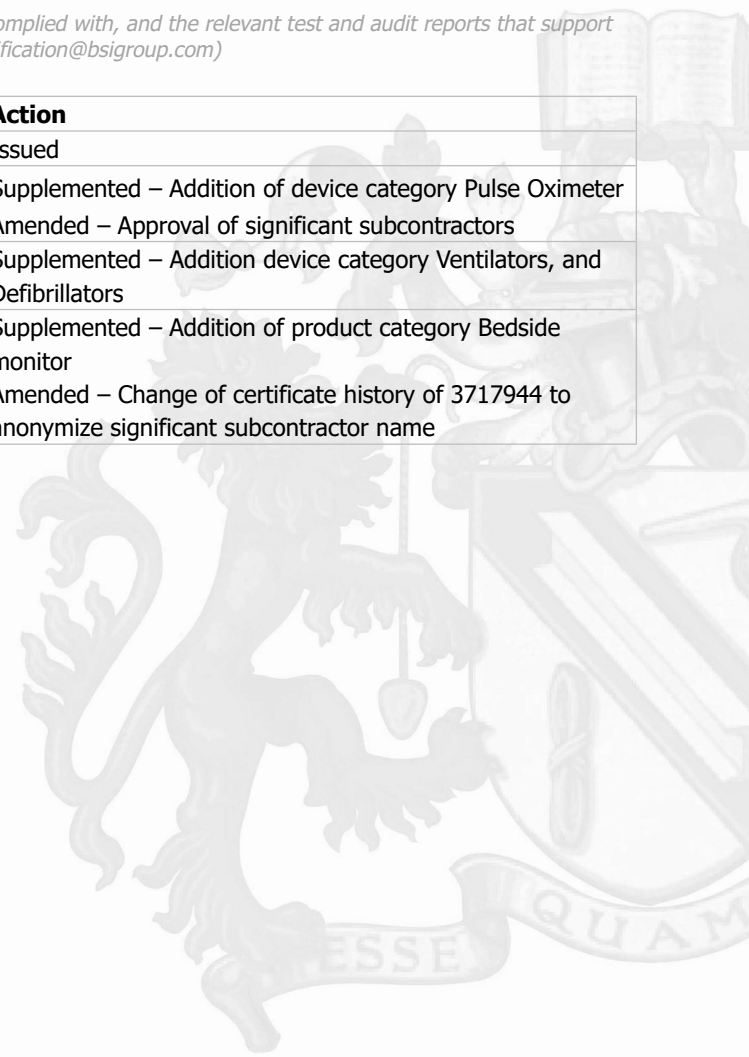 omplied with, and the relevant test and audit reports that support
ification@bsigroup.com)
Action
Issued
Supplemented – Addition of device category Pulse Oximeter
Amended – Approval of significant subcontractors
Supplemented – Addition device category Ventilators, and
Defibrillators
Supplemented – Addition of product category Bedside
monitor
Amended – Change of certificate history of 3717944 to
anonymize significant subcontractor name
ESSE
QUAM